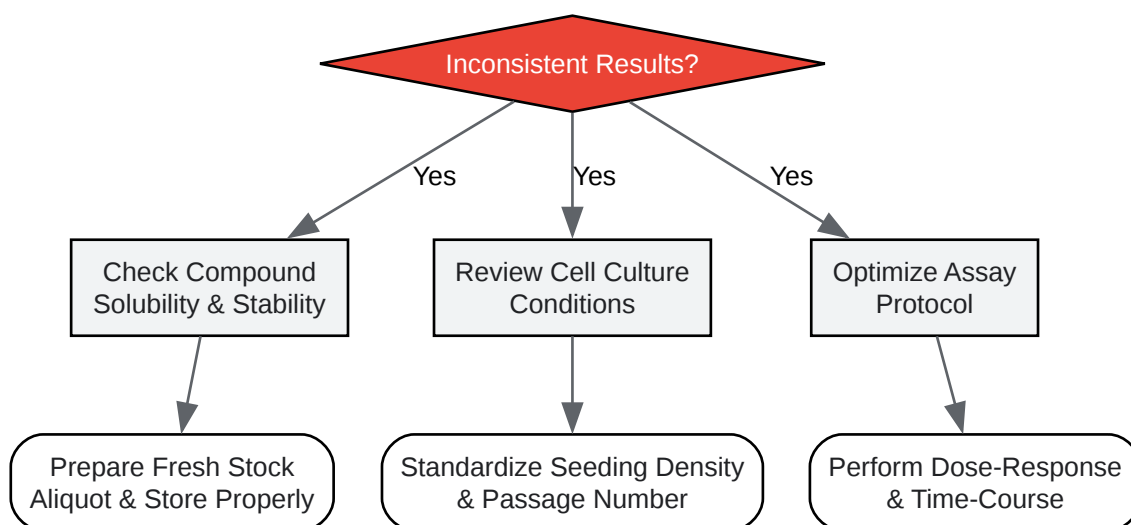 Inconsistent Results?
Yes
Yes
Yes
Check Compound
Solubility & Stability
Review Cell Culture
Conditions
Optimize Assay
Protocol
Prepare Fresh Stock
Aliquot & Store Properly
Standardize Seeding Density
& Passage Number
Perform Dose-Response
& Time-Course